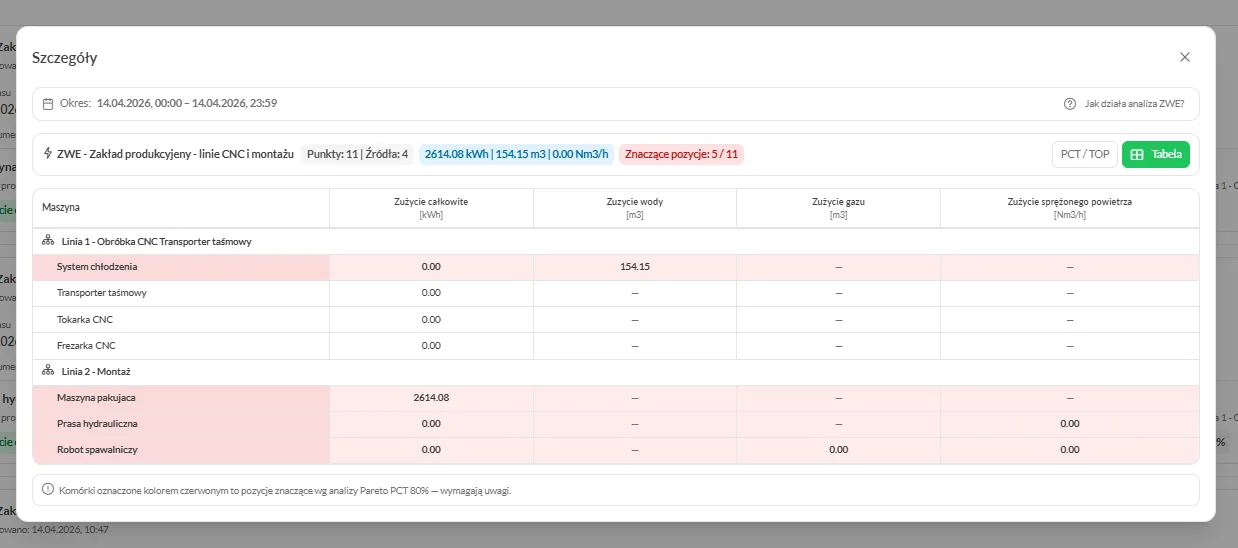 Szczegóły
Okres: 14.04.2026, 00:00 – 14.04.2026, 23:59
Jak działa analiza ZWE?
ZWE - Zakład produkcyjeny - linie CNC i montażu
Punkty: 11 | Źródła: 4
2614.08 kWh | 154.15 m3 | 0.00 Nm3/h
Znaczące pozycje: 5 / 11
PCT / TOP
Tabela
Maszyna
Zużycie całkowite
[kWh]
Zuzycie wody
[m3]
Zużycie gazu
[m3]
Zużycie sprężonego powietrza
[Nm3/h]
Linia 1 - Obróbka CNC Transporter taśmowy
System chłodzenia 0.00 154.15 — —
Transporter taśmowy 0.00 — — —
Tokarka CNC 0.00 — — —
Frezarka CNC 0.00 — — —
Linia 2 - Montaż
Maszyna pakujaca 2614.08 — — —
Prasa hydrauliczna 0.00 — — 0.00
Robot spawalniczy 0.00 — 0.00 0.00
Komórki oznaczone kolorem czerwonym to pozycje znaczące wg analizy Pareto PCT 80% — wymagają uwagi.
14.04.2026, 10:47